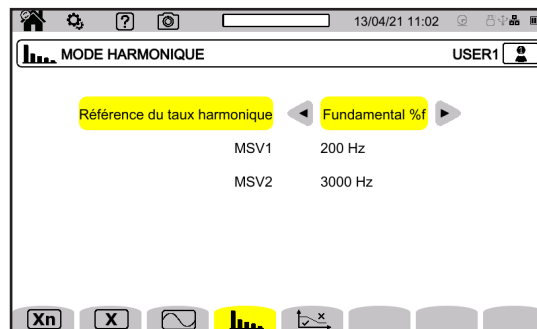 ? 13/04/21 11:02
MODE HARMONIQUE USER1
Référence du taux harmonique ◄ Fundamental %f ►
MSV1 200 Hz
MSV2 3000 Hz
Xn X